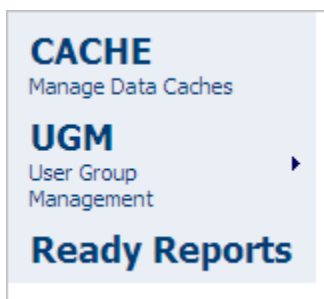 CACHE
Manage Data Caches
UGM
User Group
Management
Ready Reports